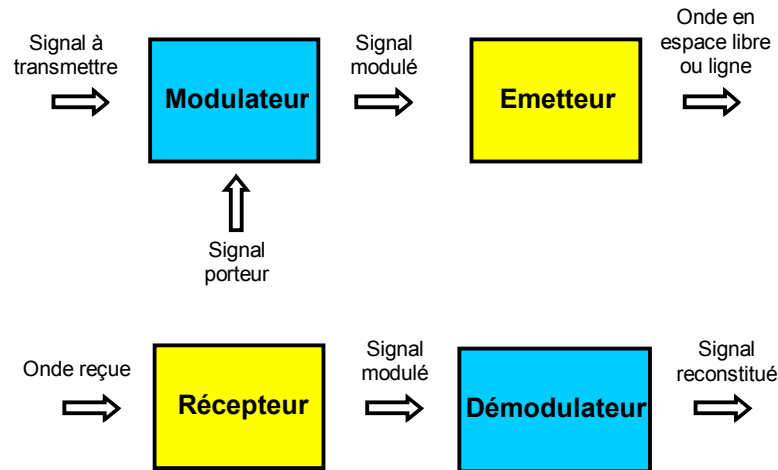 Signal à
transmettre
Modulateur
Signal
modulé
Emetteur
Onde en
espace libre
ou ligne
Signal
porteur
Onde reçue
Récepteur
Signal
modulé
Démodulateur
Signal
reconstitué